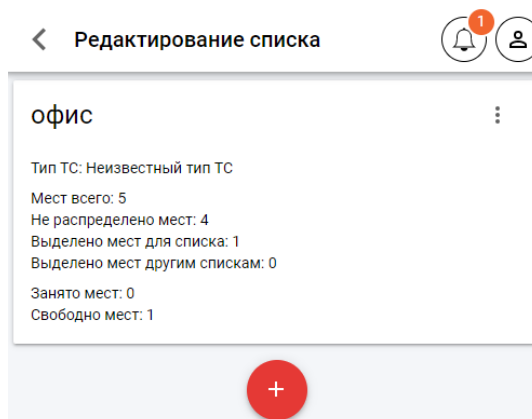 Редактирование списка
1
офис
Тип ТС: Неизвестный тип ТС
Мест всего: 5
Не распределено мест: 4
Выделено мест для списка: 1
Выделено мест другим спискам: 0
Занято мест: 0
Свободно мест: 1
+